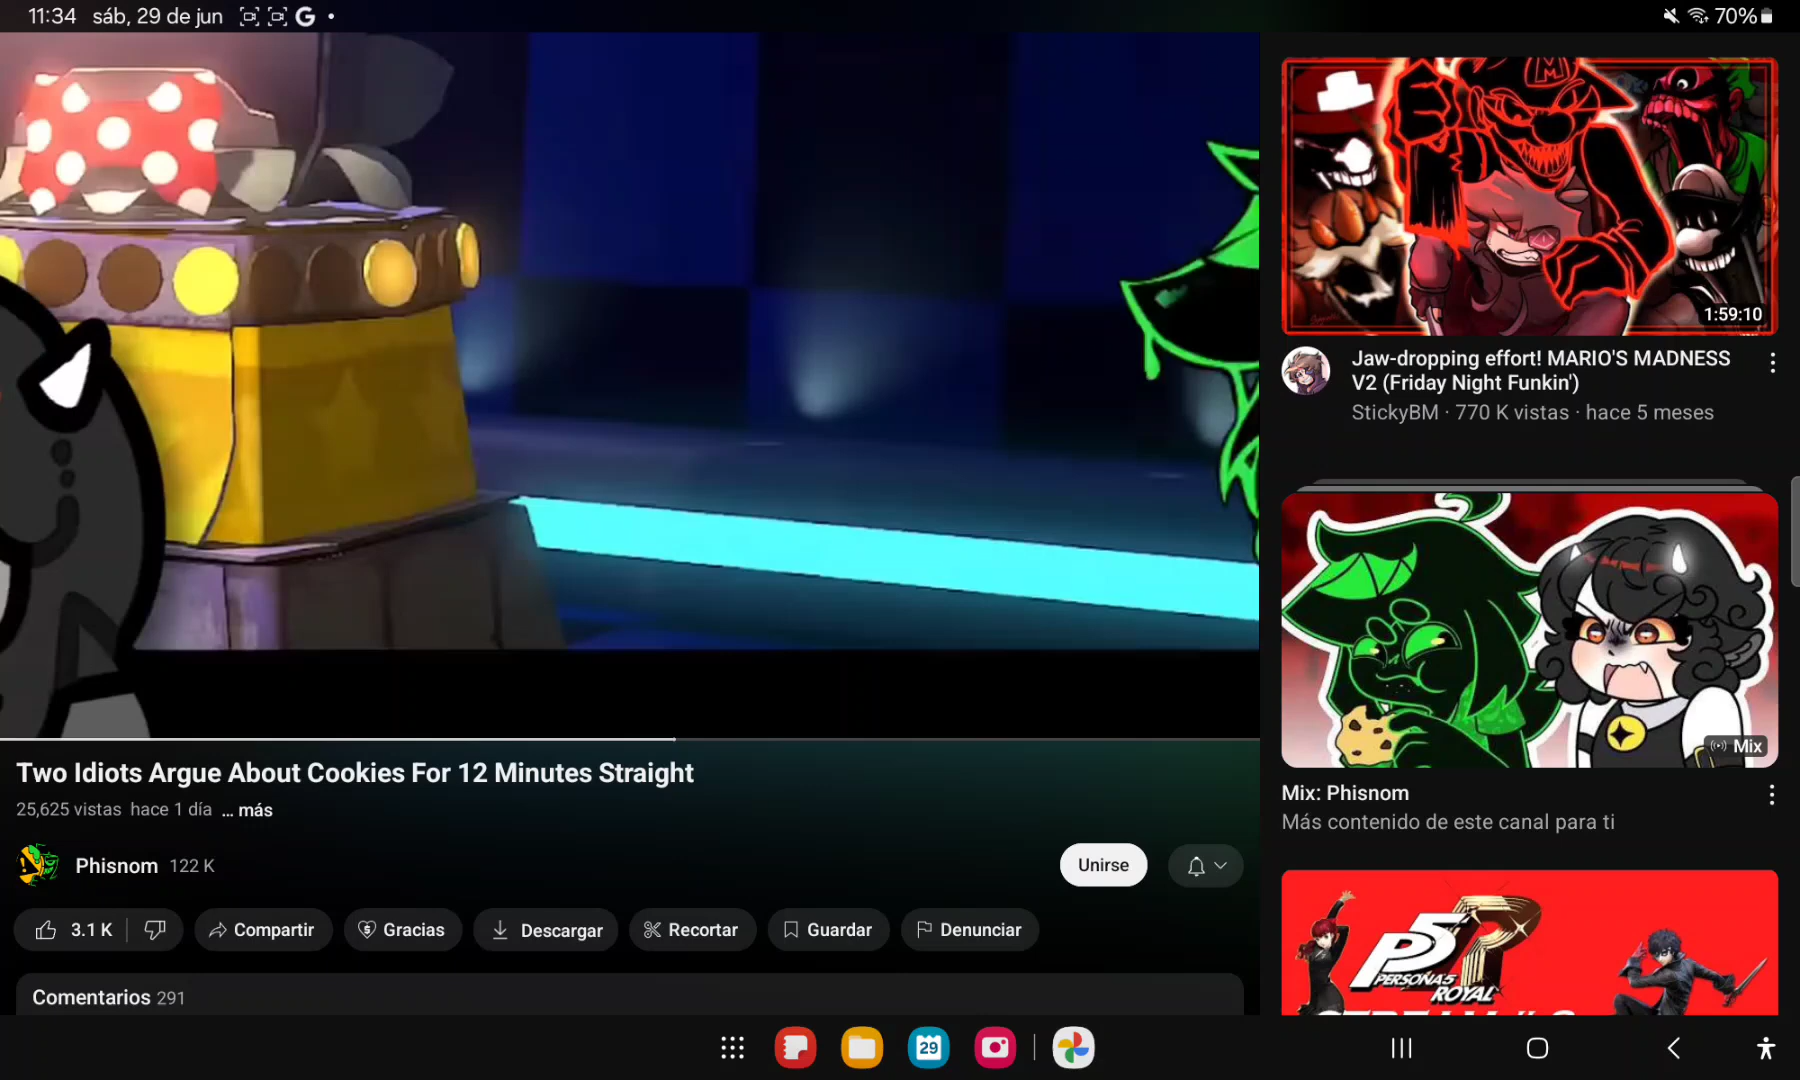 11:34 sáb, 29 de jun
70%
1:59:10
Jaw-dropping effort! MARIO'S MADNESS
V2 (Friday Night Funkin')
StickyBM · 770 K vistas · hace 5 meses
Mix
Mix: Phisnom
Más contenido de este canal para ti
P5R
PERSONA5
ROYAL
Two Idiots Argue About Cookies For 12 Minutes Straight
25,625 vistas hace 1 día ... más
Phisnom 122 K
Unirse
3.1 K
Compartir
Gracias
Descargar
Recortar
Guardar
Denunciar
Comentarios 291
29